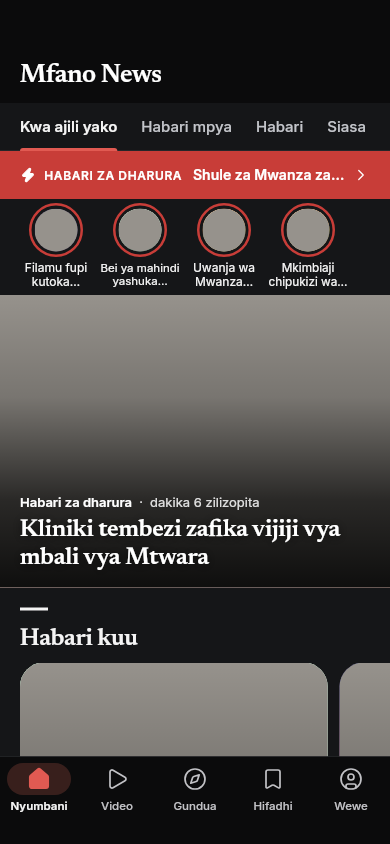 Mfano News
Kwa ajili yako
Habari mpya
Habari
Siasa
HABARI ZA DHARURA Shule za Mwanza za...
Filamu fupi
kutoka...
Bei ya mahindi
yashuka...
Uwanja wa
Mwanza...
Mkimbiaji
chipukizi wa...
Habari za dharura · dakika 6 zilizopita
Kliniki tembezi zafika vijiji vya
mbali vya Mtwara
Habari kuu
Nyumbani
Video
Gundua
Hifadhi
Wewe